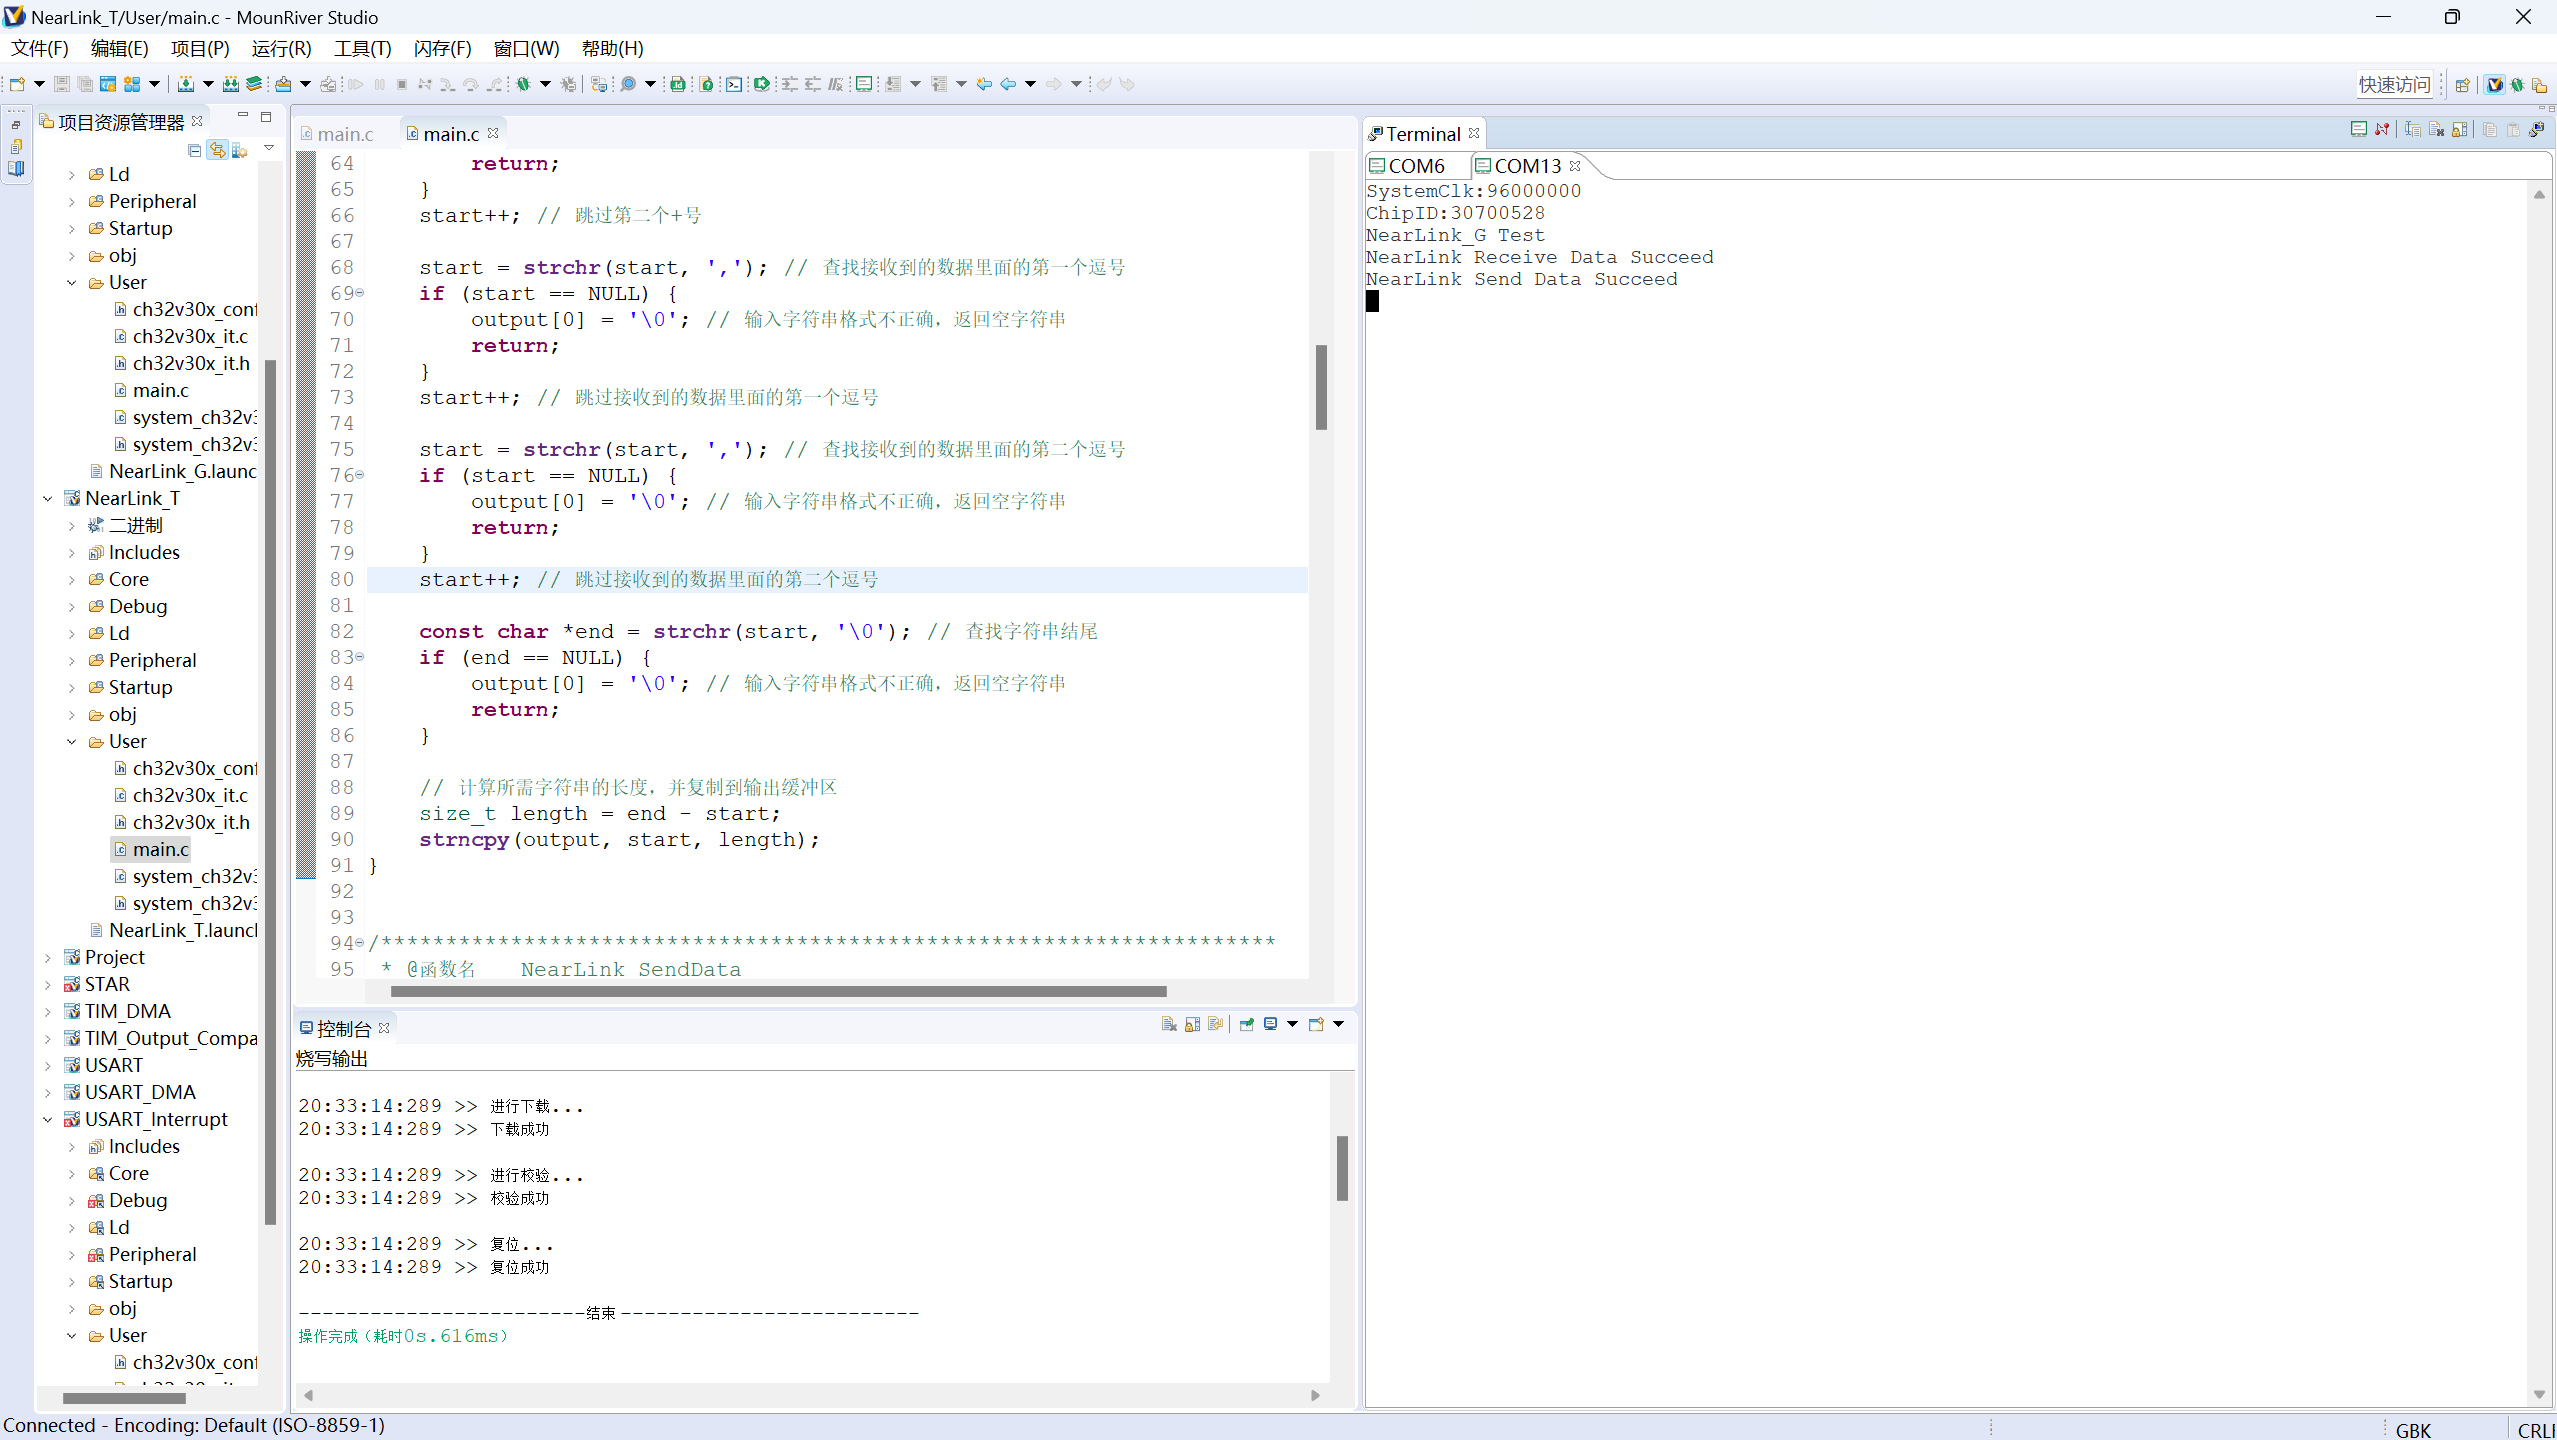 NearLink_T/User/main.c - MounRiver Studio
文件(F) 编辑(E) 项目(P) 运行(R) 工具(T) 闪存(F) 窗口(W) 帮助(H)
快速访问
项目资源管理器
Ld
Peripheral
Startup
obj
User
ch32v30x_conf
ch32v30x_it.c
ch32v30x_it.h
main.c
system_ch32v3
system_ch32v3
NearLink_G.launc
NearLink_T
二进制
Includes
Core
Debug
Ld
Peripheral
Startup
obj
User
ch32v30x_conf
ch32v30x_it.c
ch32v30x_it.h
main.c
system_ch32v3
system_ch32v3
NearLink_T.launcl
Project
STAR
TIM_DMA
TIM_Output_Compa
USART
USART_DMA
USART_Interrupt
Includes
Core
Debug
Ld
Peripheral
Startup
obj
User
ch32v30x_conf
main.c main.c
64 return;
65 }
66 start++; // 跳过第二个+号
67
68 start = strchr(start, ','); // 查找接收到的数据里面的第一个逗号
69 if (start == NULL) {
70 output[0] = '\0'; // 输入字符串格式不正确，返回空字符串
71 return;
72 }
73 start++; // 跳过接收到的数据里面的第一个逗号
74
75 start = strchr(start, ','); // 查找接收到的数据里面的第二个逗号
76 if (start == NULL) {
77 output[0] = '\0'; // 输入字符串格式不正确，返回空字符串
78 return;
79 }
80 start++; // 跳过接收到的数据里面的第二个逗号
81
82 const char *end = strchr(start, '\0'); // 查找字符串结尾
83 if (end == NULL) {
84 output[0] = '\0'; // 输入字符串格式不正确，返回空字符串
85 return;
86 }
87
88 // 计算所需字符串的长度，并复制到输出缓冲区
89 size_t length = end - start;
90 strncpy(output, start, length);
91 }
92
93
94 /*********************************************************************
95 * @函数名 NearLink_SendData
控制台
烧写输出
20:33:14:289 >> 进行下载...
20:33:14:289 >> 下载成功
20:33:14:289 >> 进行校验...
20:33:14:289 >> 校验成功
20:33:14:289 >> 复位...
20:33:14:289 >> 复位成功
------------------------结束-------------------------
操作完成（耗时0s.616ms）
Terminal
COM6 COM13
SystemClk:96000000
ChipID:30700528
NearLink_G Test
NearLink Receive Data Succeed
NearLink Send Data Succeed
Connected - Encoding: Default (ISO-8859-1)
GBK
CRLF